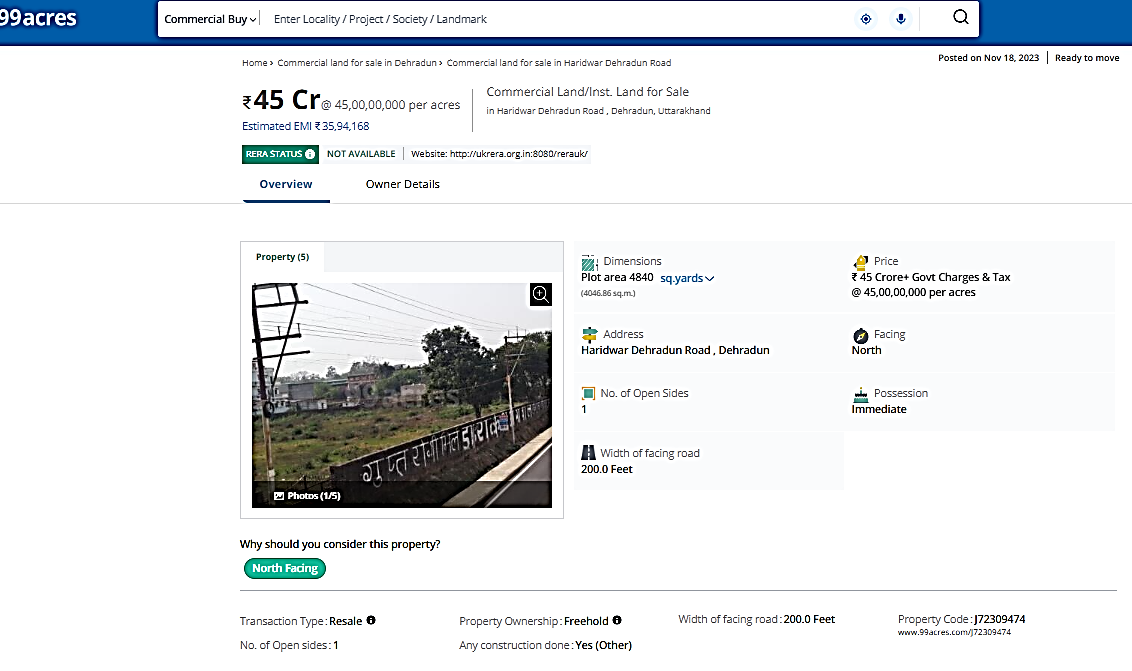 99acres
Commercial Buy
Enter Locality / Project / Society / Landmark
Home › Commercial land for sale in Dehradun › Commercial land for sale in Haridwar Dehradun Road
Posted on Nov 18, 2023 | Ready to move
₹45 Cr @ 45,00,00,000 per acres
Estimated EMI ₹35,94,168
Commercial Land/Inst. Land for Sale
in Haridwar Dehradun Road , Dehradun, Uttarakhand
RERA STATUS NOT AVAILABLE | Website: http://ukrera.org.in:8080/rerauk/
Overview
Owner Details
Property (5)
गुप्त रोगी मिलें
Photos (1/5)
Dimensions
Plot area 4840 sq.yards
(4046.86 sq.m.)
Price
₹ 45 Crore+ Govt Charges & Tax
@ 45,00,00,000 per acres
Address
Haridwar Dehradun Road , Dehradun
Facing
North
No. of Open Sides
1
Possession
Immediate
Width of facing road
200.0 Feet
Why should you consider this property?
North Facing
Transaction Type : Resale
Property Ownership : Freehold
Width of facing road : 200.0 Feet
Property Code : J72309474
www.99acres.com/J72309474
No. of Open sides : 1
Any construction done : Yes (Other)